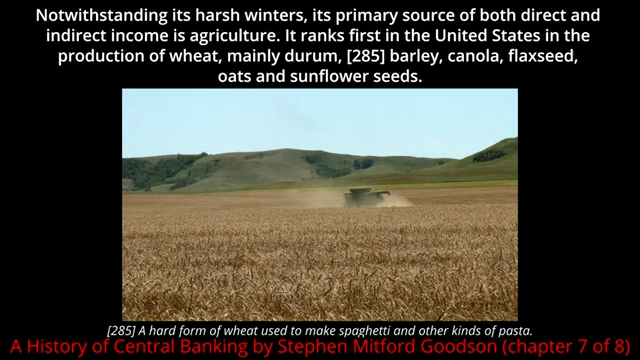 Notwithstanding its harsh winters, its primary source of both direct and
indirect income is agriculture. It ranks first in the United States in the
production of wheat, mainly durum, [285] barley, canola, flaxseed,
oats and sunflower seeds.
[285] A hard form of wheat used to make spaghetti and other kinds of pasta.
A History of Central Banking by Stephen Mitford Goodson (chapter 7 of 8)